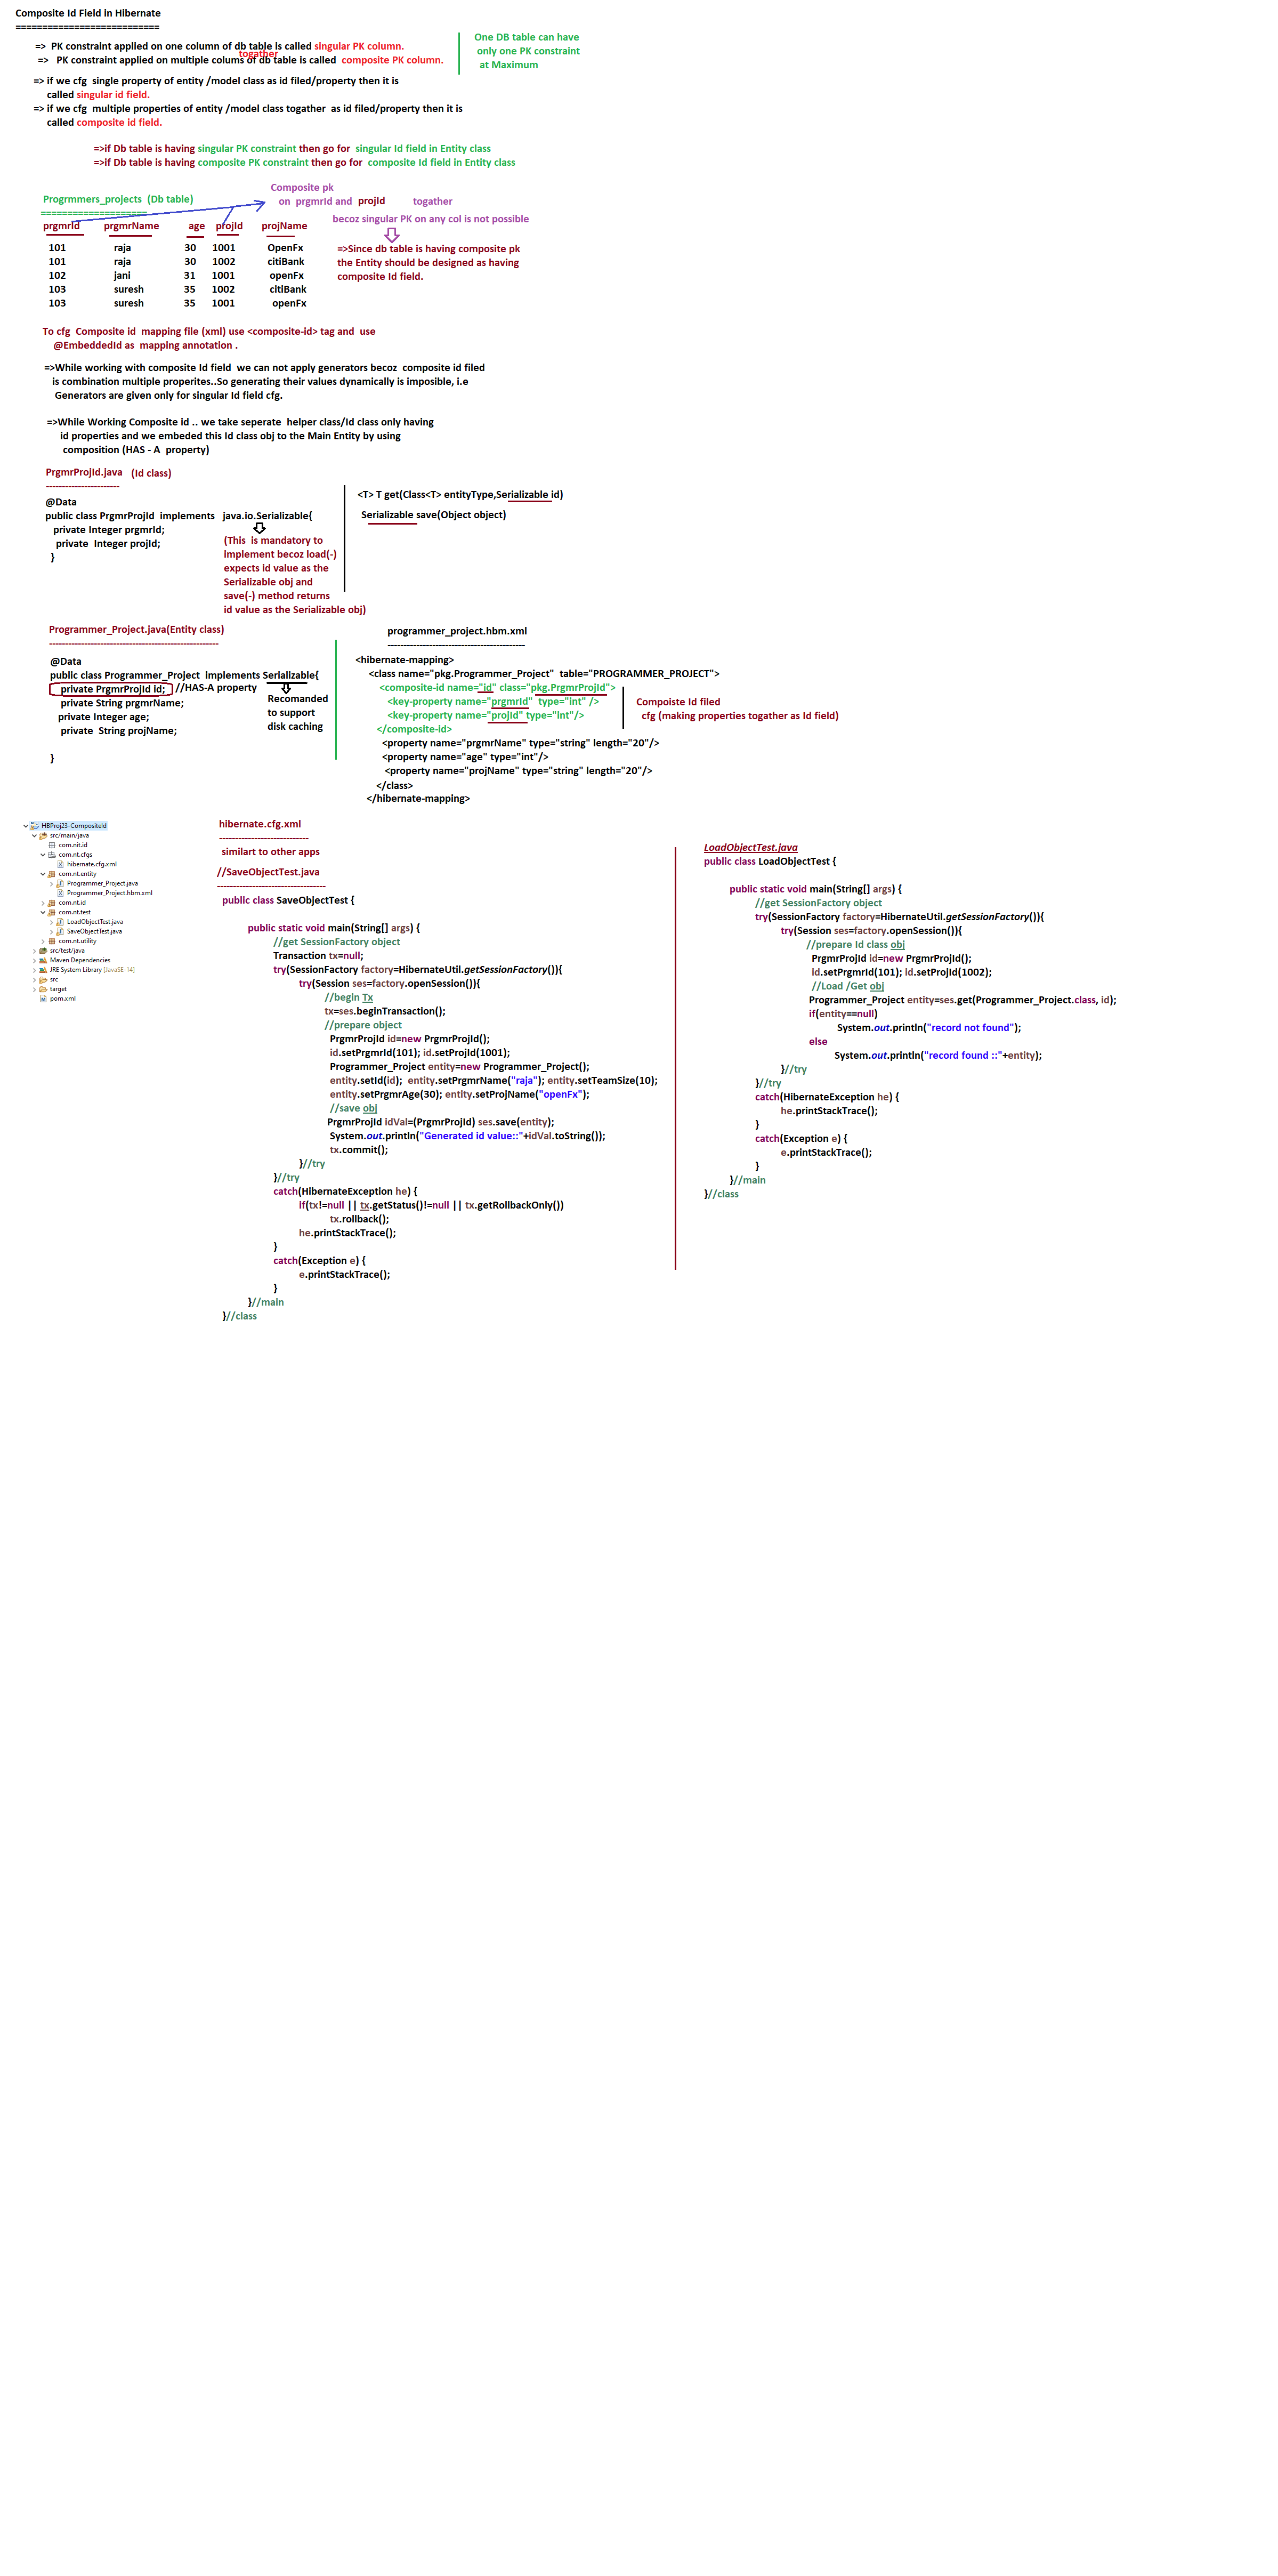 Composite Id Field in Hibernate
===========================
=> PK constraint applied on one column of db table is called singular PK column.
togather
=> PK constraint applied on multiple colums of db table is called composite PK column.
One DB table can have
only one PK constraint
at Maximum
=> if we cfg single property of entity /model class as id filed/property then it is
called singular id field.
=> if we cfg multiple properties of entity /model class togather as id filed/property then it is
called composite id field.
=>if Db table is having singular PK constraint then go for singular Id field in Entity class
=>if Db table is having composite PK constraint then go for composite Id field in Entity class
Progrmmers_projects (Db table)
====================
Composite pk
on prgmrId and projId togather
becoz singular PK on any col is not possible
=>Since db table is having composite pk
the Entity should be designed as having
composite Id field.
prgmrId prgmrName age projId projName
101 raja 30 1001 OpenFx
101 raja 30 1002 citiBank
102 jani 31 1001 openFx
103 suresh 35 1002 citiBank
103 suresh 35 1001 openFx
To cfg Composite id mapping file (xml) use <composite-id> tag and use
@EmbeddedId as mapping annotation .
=>While working with composite Id field we can not apply generators becoz composite id filed
is combination multiple properites..So generating their values dynamically is imposible, i.e
Generators are given only for singular Id field cfg.
=>While Working Composite id .. we take seperate helper class/Id class only having
id properties and we embeded this Id class obj to the Main Entity by using
composition (HAS - A property)
PrgmrProjId.java (Id class)
-----------------------
@Data
public class PrgmrProjId implements java.io.Serializable{
private Integer prgmrId;
private Integer projId;
}
(This is mandatory to
implement becoz load(-)
expects id value as the
Serializable obj and
save(-) method returns
id value as the Serializable obj)
<T> T get(Class<T> entityType,Serializable id)
Serializable save(Object object)
Programmer_Project.java(Entity class)
-----------------------------------------------------
@Data
public class Programmer_Project implements Serializable{
private PrgmrProjId id; //HAS-A property
private String prgmrName;
private Integer age;
private String projName;
}
Recomanded
to support
disk caching
programmer_project.hbm.xml
-------------------------------------------
<hibernate-mapping>
<class name="pkg.Programmer_Project" table="PROGRAMMER_PROJECT">
<composite-id name="id" class="pkg.PrgmrProjId">
<key-property name="prgmrId" type="int" />
<key-property name="projId" type="int"/>
</composite-id>
<property name="prgmrName" type="string" length="20"/>
<property name="age" type="int"/>
<property name="projName" type="string" length="20"/>
</class>
</hibernate-mapping>
Compoiste Id filed
cfg (making properties togather as Id field)
HBProj23-CompositeId
src/main/java
com.nit.id
com.nt.cfgs
hibernate.cfg.xml
com.nt.entity
Programmer_Project.java
Programmer_Project.hbm.xml
com.nt.id
com.nt.test
LoadObjectTest.java
SaveObjectTest.java
com.nt.utility
src/test/java
Maven Dependencies
JRE System Library [JavaSE-14]
src
target
pom.xml
hibernate.cfg.xml
----------------------------
similart to other apps
//SaveObjectTest.java
----------------------------------
public class SaveObjectTest {
public static void main(String[] args) {
//get SessionFactory object
Transaction tx=null;
try(SessionFactory factory=HibernateUtil.getSessionFactory()){
try(Session ses=factory.openSession()){
//begin Tx
tx=ses.beginTransaction();
//prepare object
PrgmrProjId id=new PrgmrProjId();
id.setPrgmrId(101); id.setProjId(1001);
Programmer_Project entity=new Programmer_Project();
entity.setId(id); entity.setPrgmrName("raja"); entity.setTeamSize(10);
entity.setPrgmrAge(30); entity.setProjName("openFx");
//save obj
PrgmrProjId idVal=(PrgmrProjId) ses.save(entity);
System.out.println("Generated id value::"+idVal.toString());
tx.commit();
}//try
}//try
catch(HibernateException he) {
if(tx!=null || tx.getStatus()!=null || tx.getRollbackOnly())
tx.rollback();
he.printStackTrace();
}
catch(Exception e) {
e.printStackTrace();
}
}//main
}//class
LoadObjectTest.java
public class LoadObjectTest {
public static void main(String[] args) {
//get SessionFactory object
try(SessionFactory factory=HibernateUtil.getSessionFactory()){
try(Session ses=factory.openSession()){
//prepare Id class obj
PrgmrProjId id=new PrgmrProjId();
id.setPrgmrId(101); id.setProjId(1002);
//Load /Get obj
Programmer_Project entity=ses.get(Programmer_Project.class, id);
if(entity==null)
System.out.println("record not found");
else
System.out.println("record found ::"+entity);
}//try
}//try
catch(HibernateException he) {
he.printStackTrace();
}
catch(Exception e) {
e.printStackTrace();
}
}//main
}//class